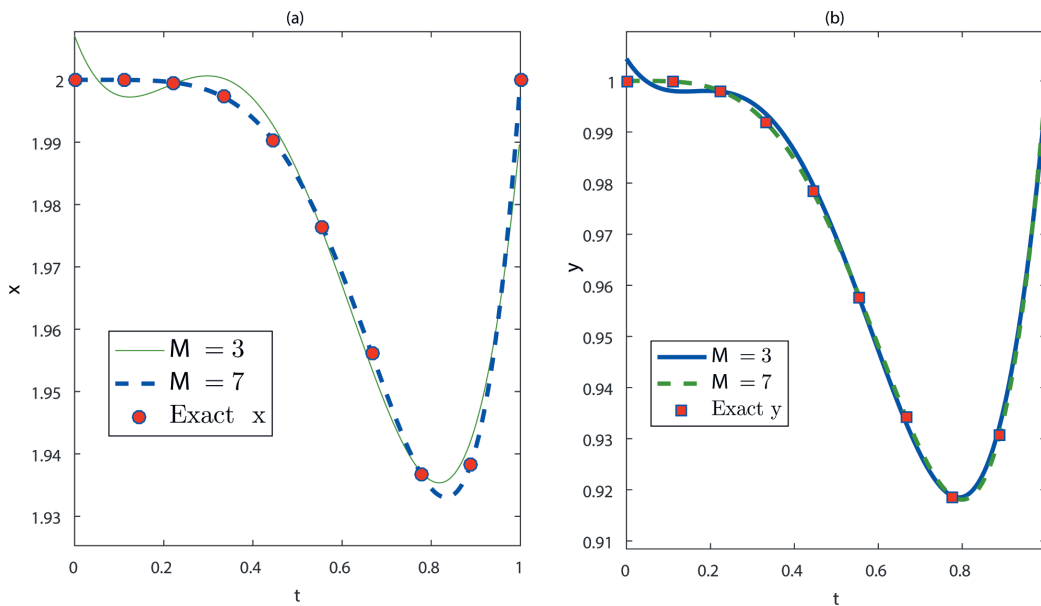 (a)
2
1.99
1.98
1.97
1.96
1.95
1.94
1.93
x
M = 3
M = 7
Exact x
0 0.2 0.4 0.6 0.8 1
t
(b)
1
0.99
0.98
0.97
0.96
0.95
0.94
0.93
0.92
0.91
y
M = 3
M = 7
Exact y
0 0.2 0.4 0.6 0.8 1
t